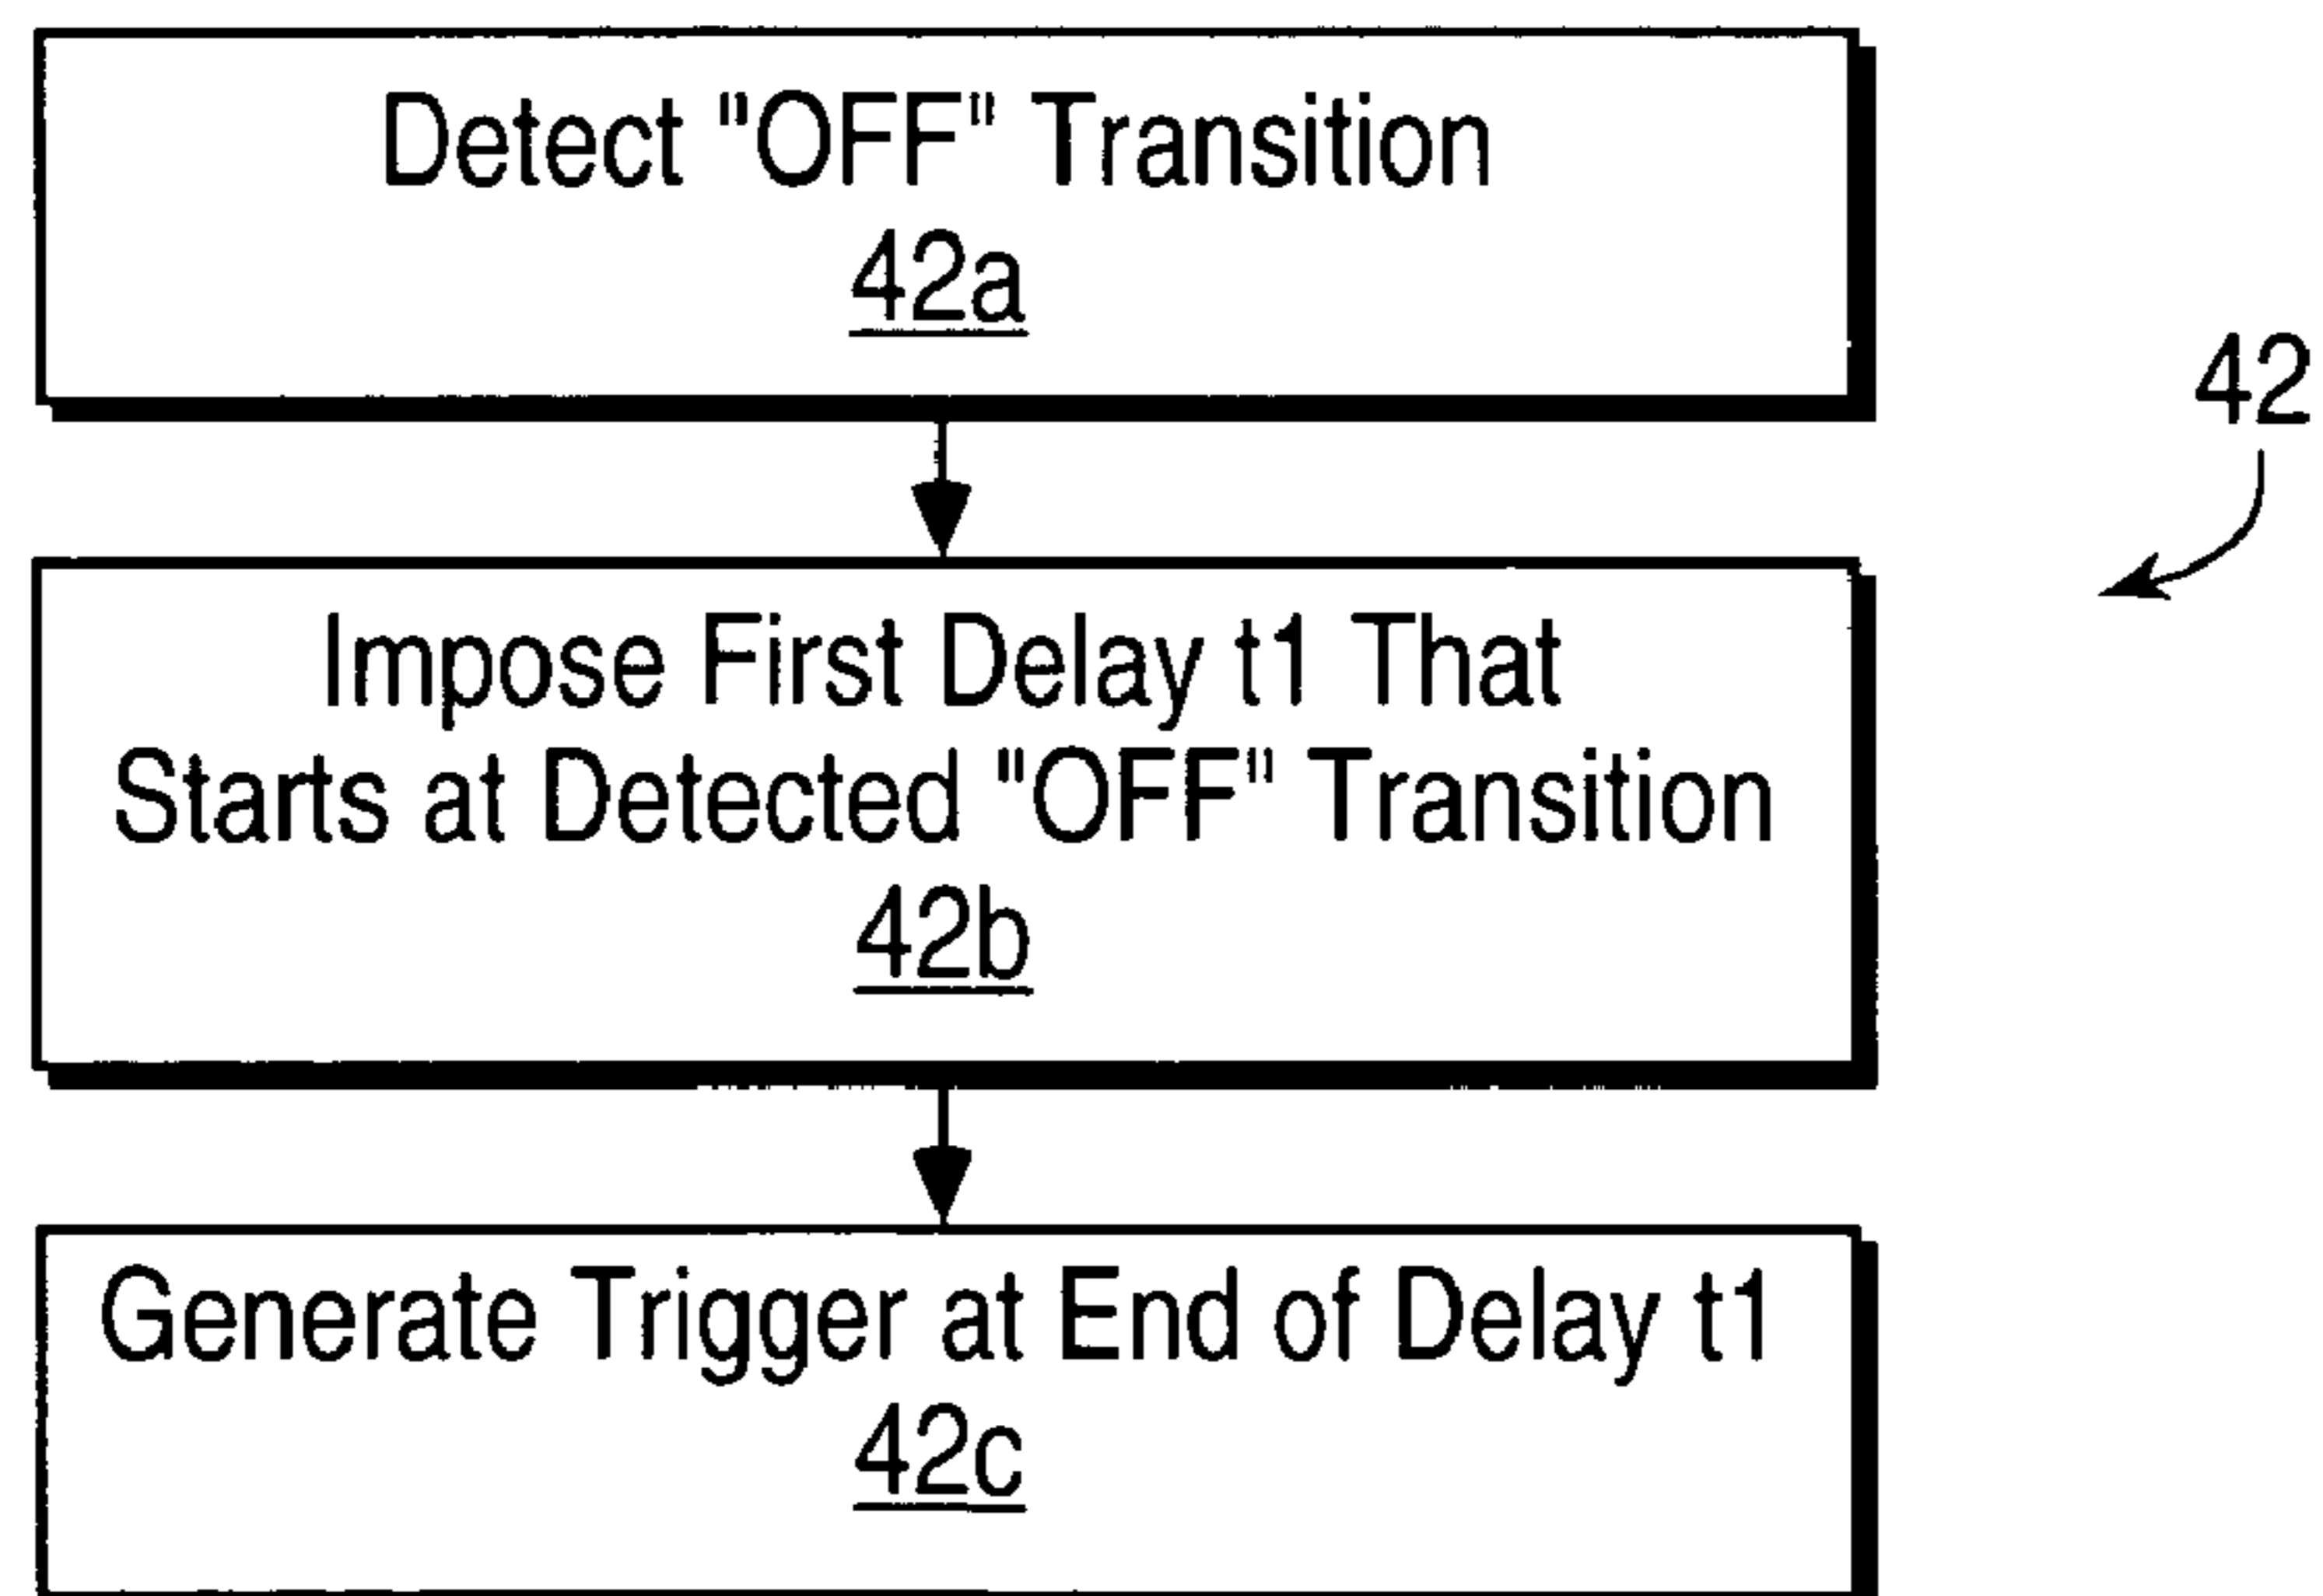 Detect "OFF" Transition
42a
42
Impose First Delay t1 That
Starts at Detected "OFF" Transition
42b
Generate Trigger at End of Delay t1
42c